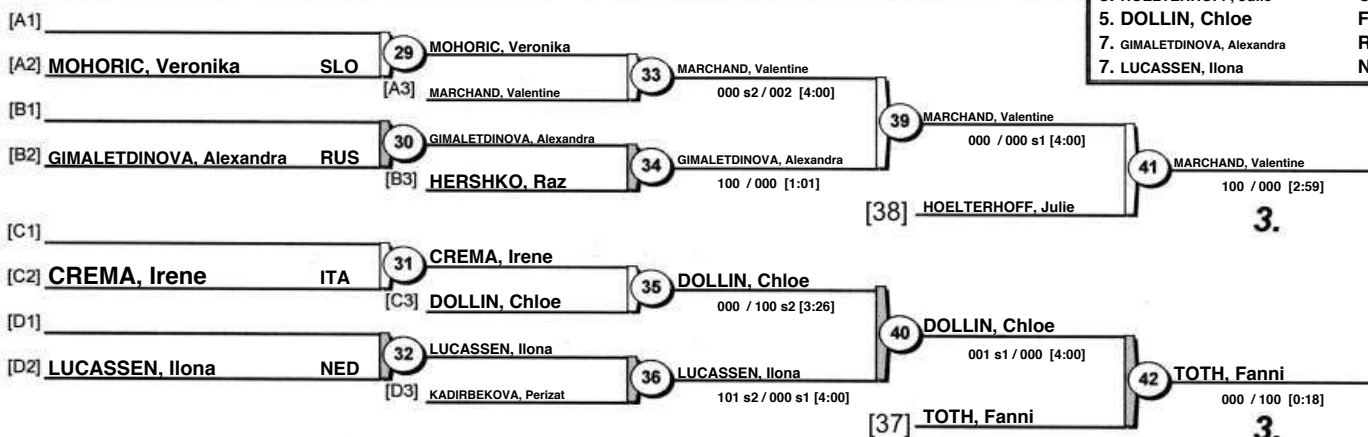 5. DOLLIN, Chloe F
7. GIMALETDINOVA, Alexandra R
7. LUCASSEN, Ilona N
[A1]
[A2] MOHORIC, Veronika SLO
29
MOHORIC, Veronika
[A3] MARCHAND, Valentine
33
MARCHAND, Valentine
000 s2 / 002 [4:00]
[B1]
[B2] GIMALETDINOVA, Alexandra RUS
30
GIMALETDINOVA, Alexandra
[B3] HERSHKO, Raz
34
GIMALETDINOVA, Alexandra
100 / 000 [1:01]
39
MARCHAND, Valentine
000 / 000 s1 [4:00]
[38] HOELTERHOFF, Julie
41
MARCHAND, Valentine
100 / 000 [2:59]
3.
[C1]
[C2] CREMA, Irene ITA
31
CREMA, Irene
[C3] DOLLIN, Chloe
35
DOLLIN, Chloe
000 / 100 s2 [3:26]
[D1]
[D2] LUCASSEN, Ilona NED
32
LUCASSEN, Ilona
[D3] KADIRBEKOVA, Perizat
36
LUCASSEN, Ilona
101 s2 / 000 s1 [4:00]
40
DOLLIN, Chloe
001 s1 / 000 [4:00]
[37] TOTH, Fanni
42
TOTH, Fanni
000 / 100 [0:18]
3.